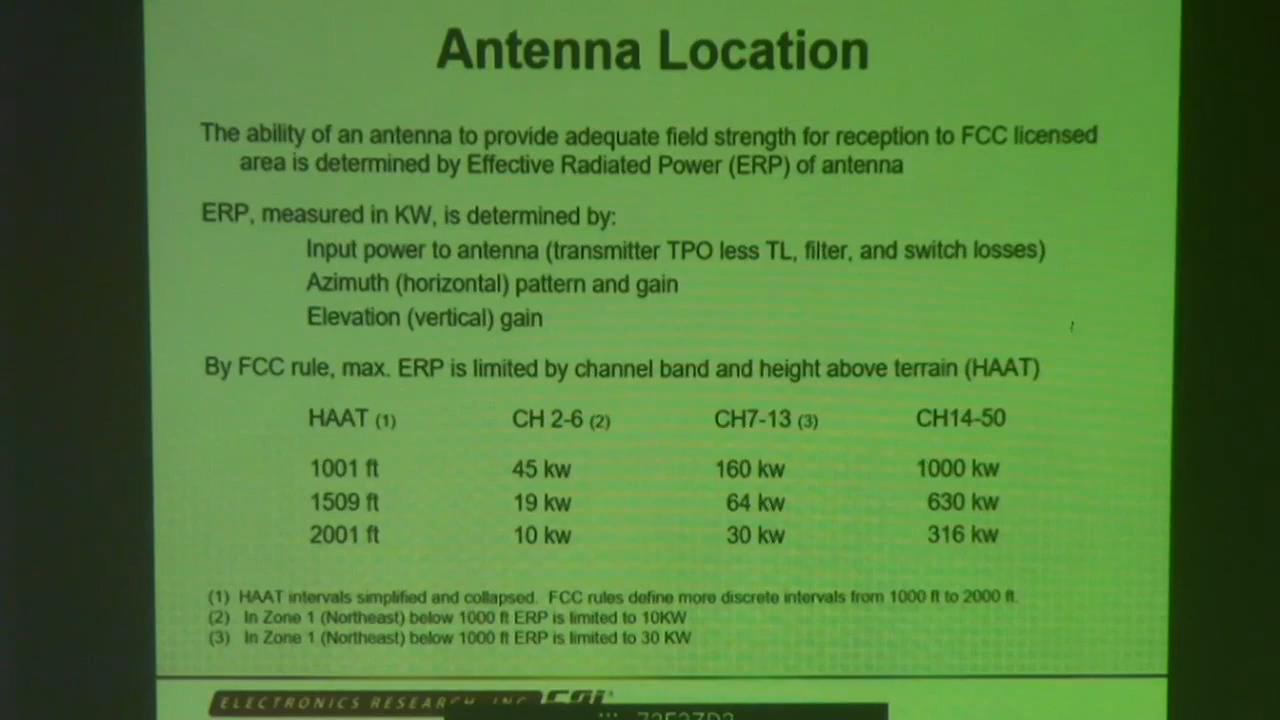 Antenna Location
The ability of an antenna to provide adequate field strength for reception to FCC licensed
area is determined by Effective Radiated Power (ERP) of antenna
ERP, measured in KW, is determined by:
Input power to antenna (transmitter TPO less TL, filter, and switch losses)
Azimuth (horizontal) pattern and gain
Elevation (vertical) gain
By FCC rule, max. ERP is limited by channel band and height above terrain (HAAT)
HAAT (1) CH 2-6 (2) CH7-13 (3) CH14-50
1001 ft 45 kw 160 kw 1000 kw
1509 ft 19 kw 64 kw 630 kw
2001 ft 10 kw 30 kw 316 kw
(1) HAAT intervals simplified and collapsed. FCC rules define more discrete intervals from 1000 ft to 2000 ft.
(2) In Zone 1 (Northeast) below 1000 ft ERP is limited to 10KW
(3) In Zone 1 (Northeast) below 1000 ft ERP is limited to 30 KW
ELECTRONICS RESEARCH, INC